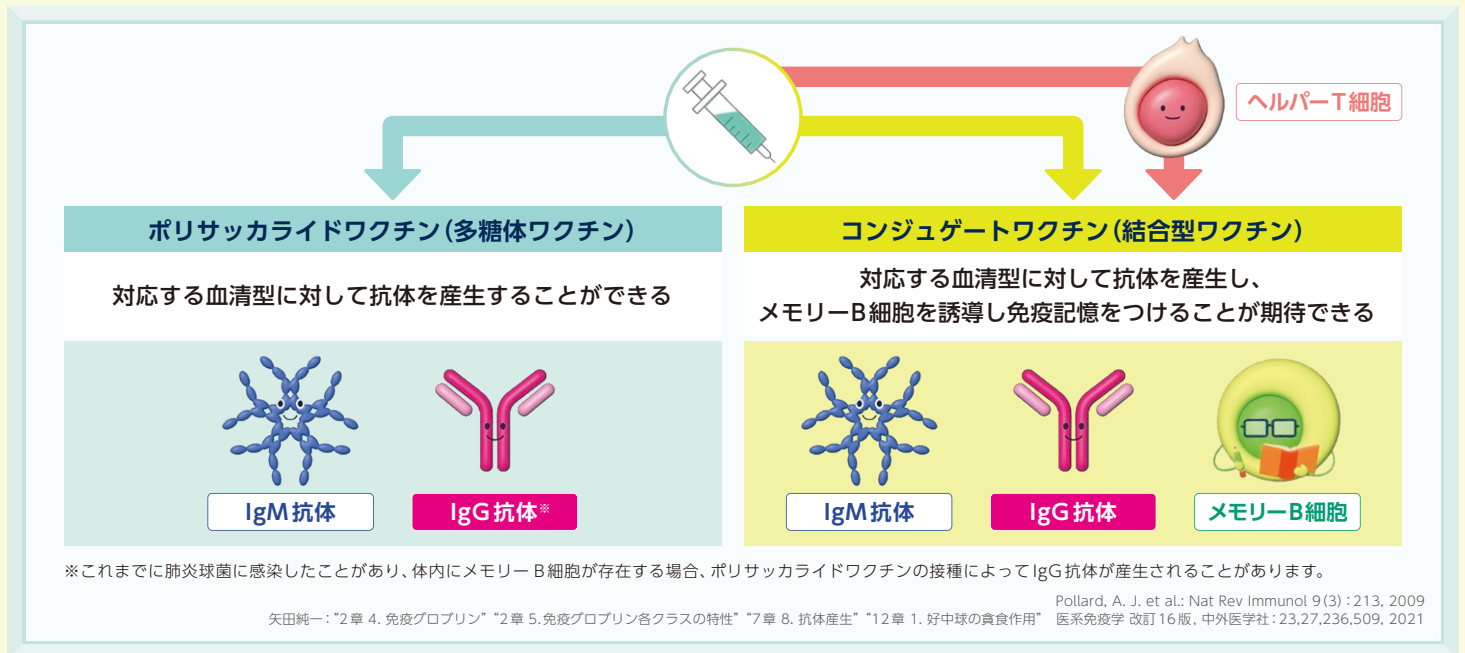 ヘルパーT細胞
ポリサッカライドワクチン(多糖体ワクチン)
対応する血清型に対して抗体を産生することができる
IgM抗体
IgG抗体※
コンジュゲートワクチン(結合型ワクチン)
対応する血清型に対して抗体を産生し、
メモリーB細胞を誘導し免疫記憶をつけることが期待できる
IgM抗体
IgG抗体
メモリーB細胞
※これまでに肺炎球菌に感染したことがあり、体内にメモリーB細胞が存在する場合、ポリサッカライドワクチンの接種によってIgG抗体が産生されることがあります。
Pollard, A. J. et al.: Nat Rev Immunol 9(3):213, 2009
矢田純一:“2章 4. 免疫グロブリン”“2章 5.免疫グロブリン各クラスの特性”“7章 8. 抗体産生”“12章 1. 好中球の貪食作用” 医系免疫学 改訂16版, 中外医学社:23,27,236,509, 2021